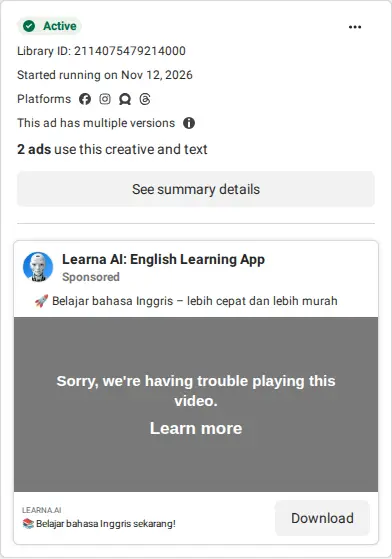 Active
Library ID: 2114075479214000
Started running on Nov 12, 2026
Platforms
This ad has multiple versions
2 ads use this creative and text
See summary details
Learna AI: English Learning App
Sponsored
🚀 Belajar bahasa Inggris – lebih cepat dan lebih murah
Sorry, we're having trouble playing this
video.
Learn more
LEARNA.AI
📚 Belajar bahasa Inggris sekarang!
Download